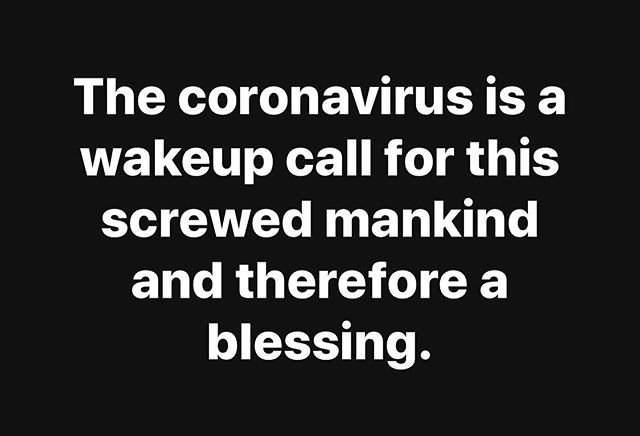 The coronavirus is a
wakeup call for this
screwed mankind
and therefore a
blessing.